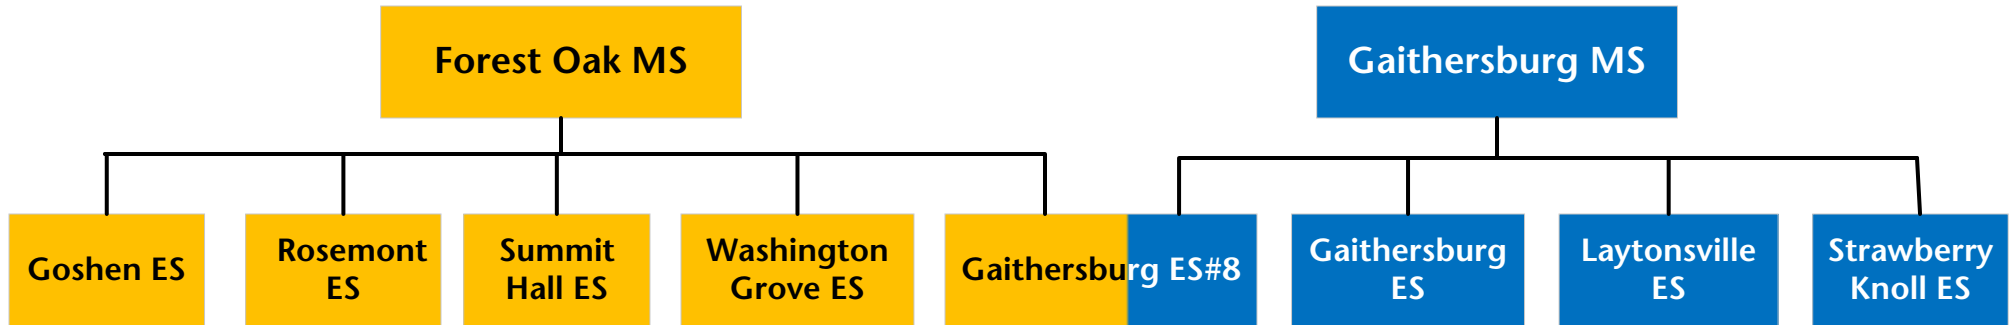 Forest Oak MS
Gaithersburg MS
Goshen ES
Rosemont
ES
Summit
Hall ES
Washington
Grove ES
Gaithersburg ES#8
Gaithersburg
ES
Laytonsville
ES
Strawberry
Knoll ES